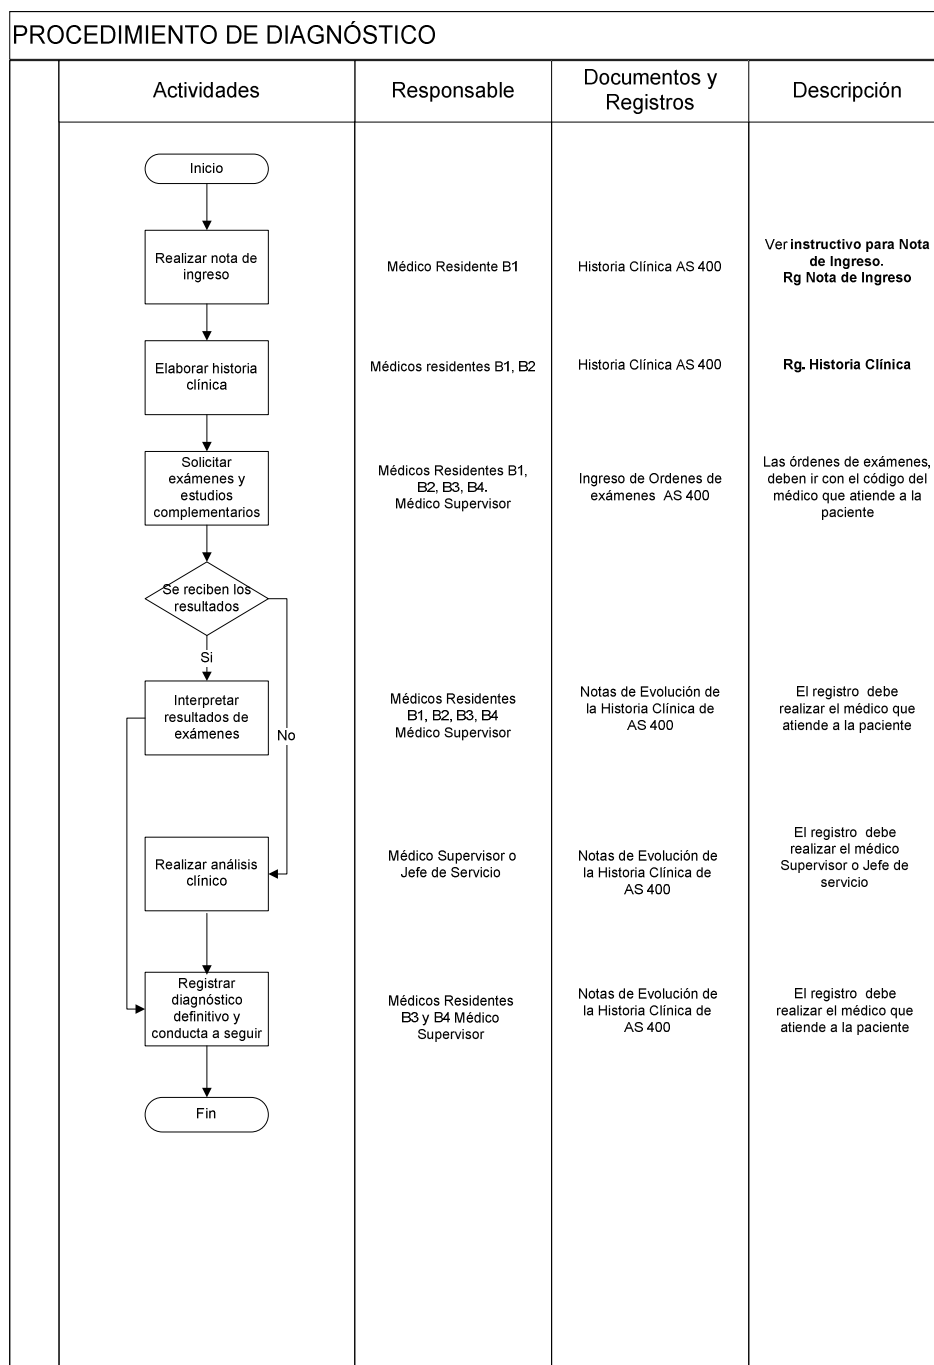 PROCEDIMIENTO DE DIAGNÓSTICO
Actividades
Responsable
Documentos y
Registros
Descripción
Inicio
Realizar nota de
ingreso
Médico Residente B1
Historia Clínica AS 400
Ver instructivo para Nota
de Ingreso.
Rg Nota de Ingreso
Elaborar historia
clínica
Médicos residentes B1, B2
Historia Clínica AS 400
Rg. Historia Clínica
Solicitar
exámenes y
estudios
complementarios
Médicos Residentes B1,
B2, B3, B4.
Médico Supervisor
Ingreso de Ordenes de
exámenes AS 400
Las órdenes de exámenes,
deben ir con el código del
médico que atiende a la
paciente
Se reciben los
resultados
Si
No
Interpretar
resultados de
exámenes
Médicos Residentes
B1, B2, B3, B4
Médico Supervisor
Notas de Evolución de
la Historia Clínica de
AS 400
El registro debe
realizar el médico que
atiende a la paciente
Realizar análisis
clínico
Médico Supervisor o
Jefe de Servicio
Notas de Evolución de
la Historia Clínica de
AS 400
El registro debe
realizar el médico
Supervisor o Jefe de
servicio
Registrar
diagnóstico
definitivo y
conducta a seguir
Médicos Residentes
B3 y B4 Médico
Supervisor
Notas de Evolución de
la Historia Clínica de
AS 400
El registro debe
realizar el médico que
atiende a la paciente
Fin